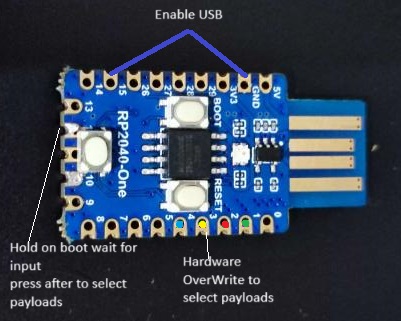 Enable USB
14 15 26 27 28 29 3V3 GND 5V
13
BOOT
RP2040-One
10
RESET
9
8 7 6 5 4 3 2 1 0
Hold on boot wait for
input
press after to select
payloads
Hardware
OverWrite to
select payloads